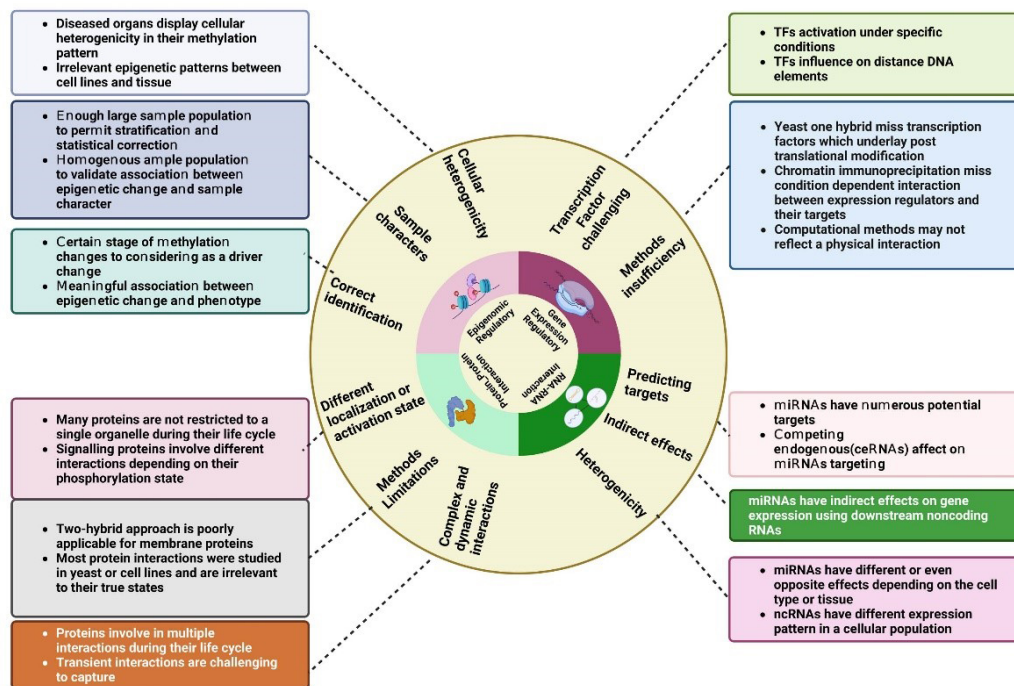 • Diseased organs display cellular
heterogenicity in their methylation
pattern
• Irrelevant epigenetic patterns between
cell lines and tissue
• Enough large sample population
to permit stratification and
statistical correction
• Homogenous ample population
to validate association between
epigenetic change and sample
character
• Certain stage of methylation
changes to considering as a driver
change
• Meaningful association between
epigenetic change and phenotype
• Many proteins are not restricted to a
single organelle during their life cycle
• Signalling proteins involve different
interactions depending on their
phosphorylation state
• Two-hybrid approach is poorly
applicable for membrane proteins
• Most protein interactions were studied
in yeast or cell lines and are irrelevant
to their true states
• Proteins involve in multiple
interactions during their life cycle
• Transient interactions are challenging
to capture
Cellular
heterogenicity
Sample
characters
Correct
identification
Different
localization or
activation state
Methods
Limitations
Complex and
dynamic
interactions
Transcription
Factor
challenging
Methods
insufficiency
Predicting
targets
Indirect effects
Heterogenicity
Epigenomic
Regulatory
Gene
Expression
Regulatory
Protein_Protein
Interaction
RNA-RNA
Interaction
• TFs activation under specific
conditions
• TFs influence on distance DNA
elements
• Yeast one hybrid miss transcription
factors which underlay post
translational modification
• Chromatin immunoprecipitation miss
condition dependent interaction
between expression regulators and
their targets
• Computational methods may not
reflect a physical interaction
• miRNAs have numerous potential
targets
• Competing
endogenous(ceRNAs) affect on
miRNAs targeting
miRNAs have indirect effects on gene
expression using downstream noncoding
RNAs
• miRNAs have different or even
opposite effects depending on the cell
type or tissue
• ncRNAs have different expression
pattern in a cellular population